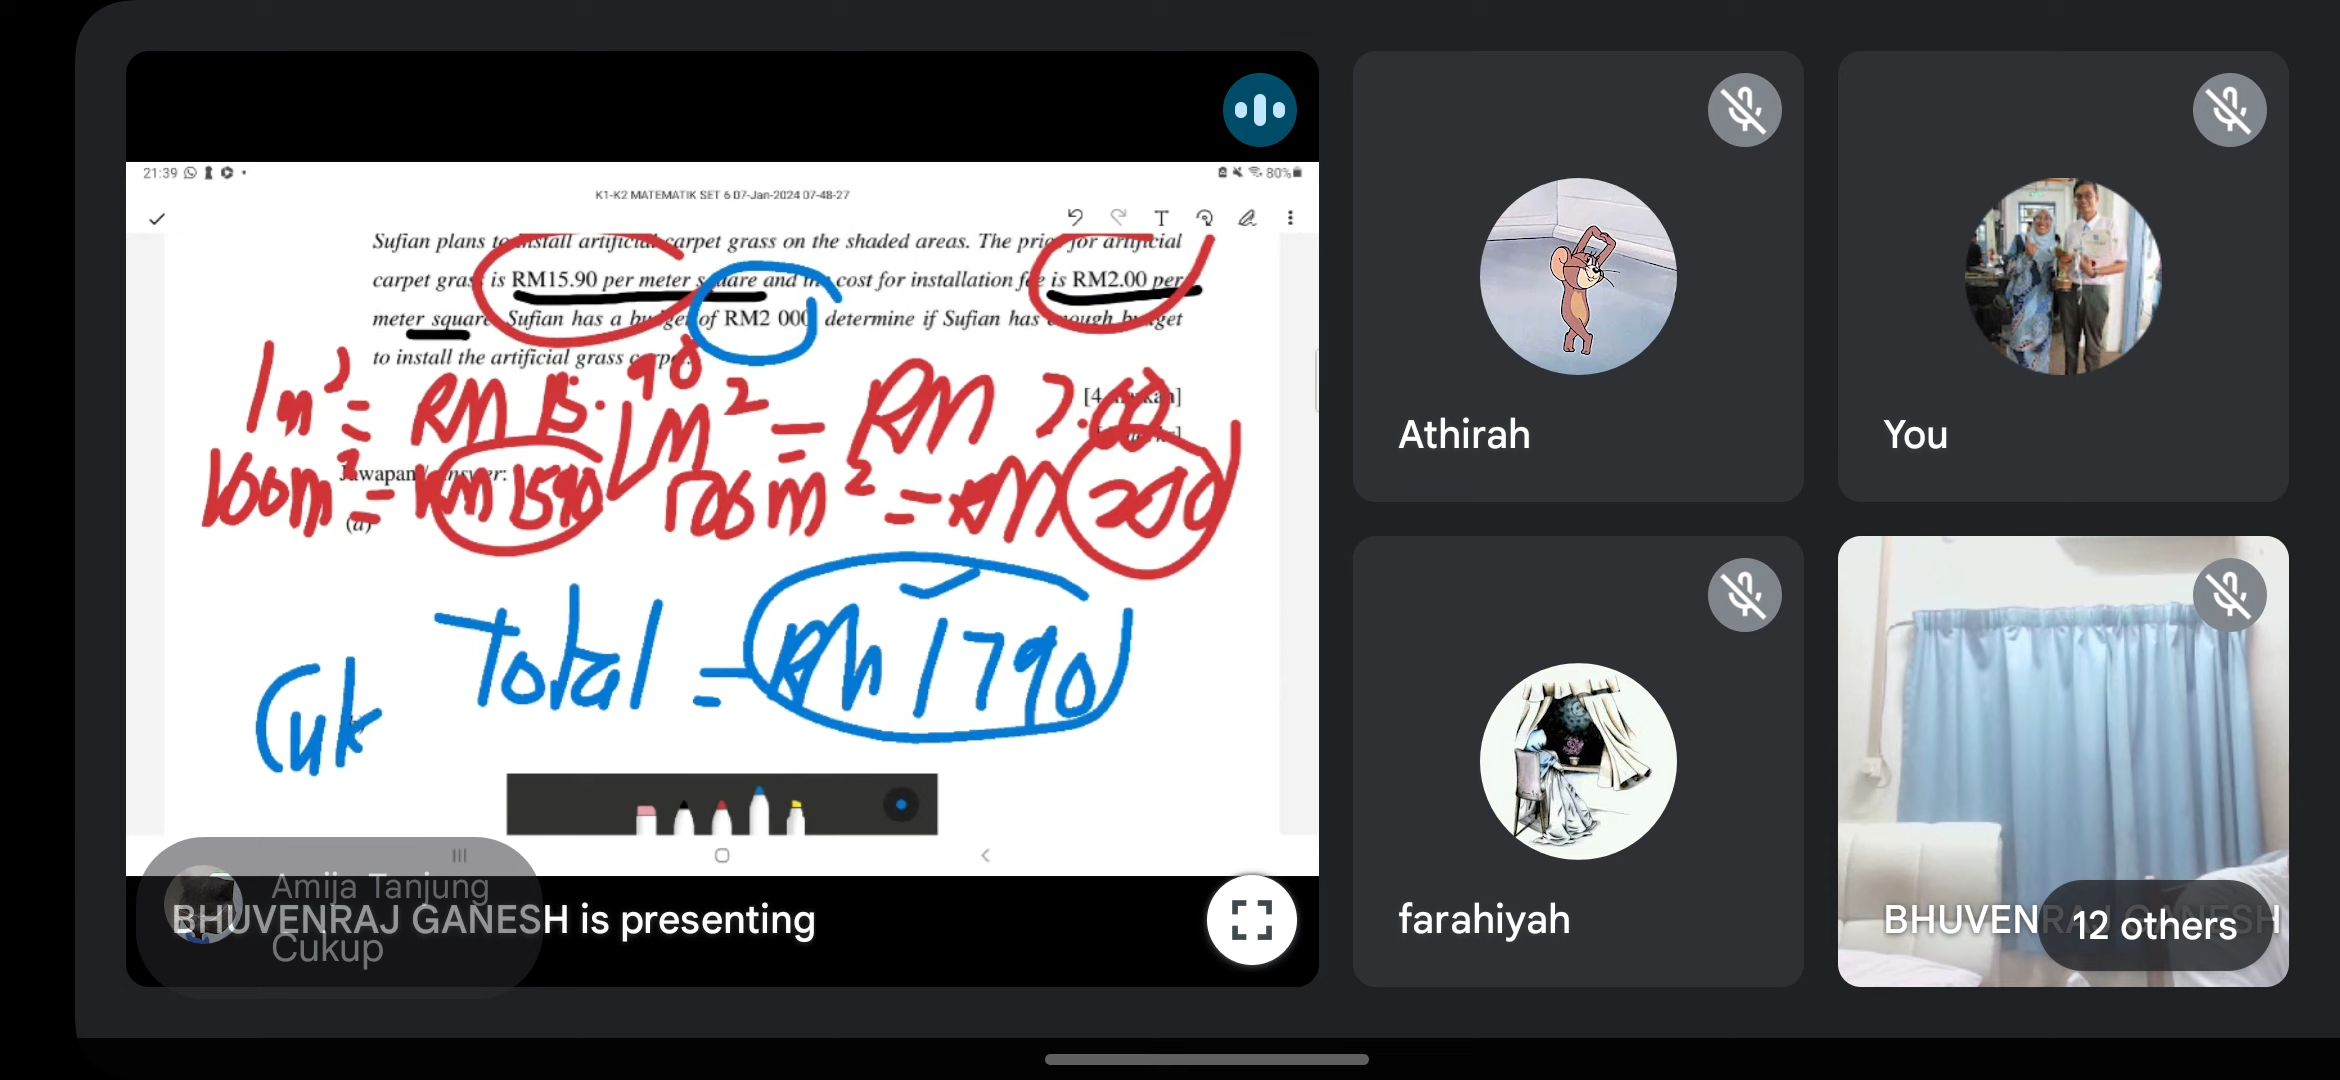 21:39
80%
K1-K2 MATEMATIK SET 6 07-Jan-2024 07-48-27
T
Sufian plans to install artificial carpet grass on the shaded areas. The price for artificial
carpet grass is RM15.90 per meter square and the cost for installation fee is RM2.00 per
meter square. Sufian has a budget of RM2 000, determine if Sufian has enough budget
to install the artificial grass carpet.
1m² = RM 15.90
1M² = RM 2.00
Jawapan / Answer:
(a)
100m² = RM 1590
100m² = RM 200
Total = RM 1790
Cuk
Amija Tanjung
Cukup
BHUVENRAJ GANESH is presenting
Athirah
You
farahiyah
BHUVENRAJ GANESH
12 others